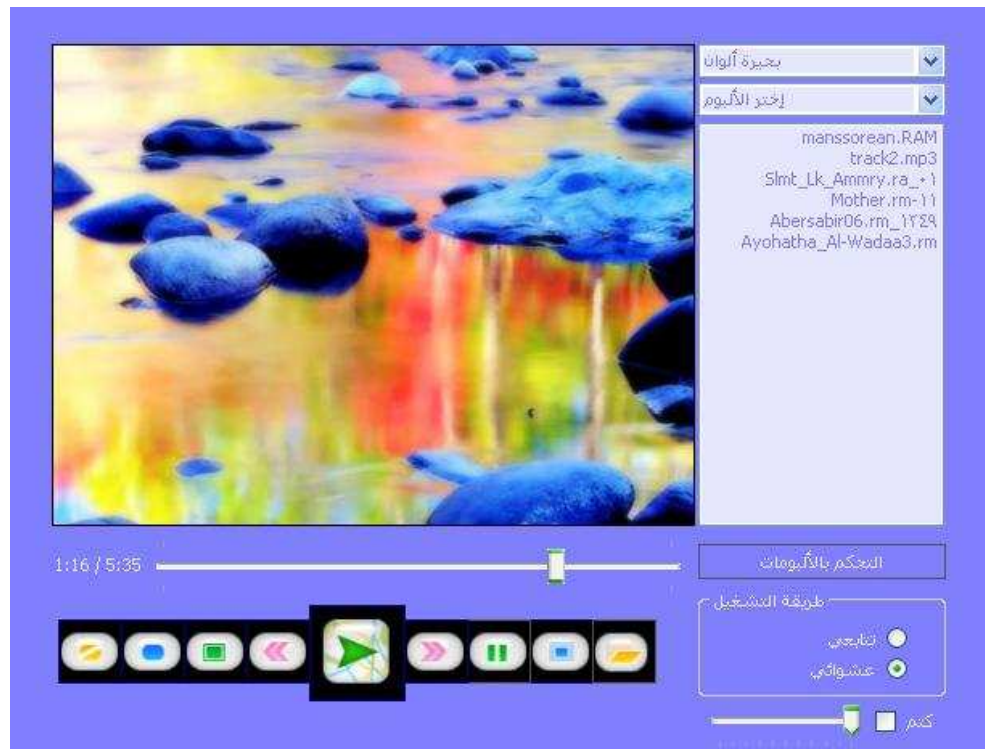 بحيرة ألوان
إختر الألبوم
manssorean.RAM
track2.mp3
Slmt_Lk_Ammry.ra_٠١
Mother.rm-١١
Abersabir06.rm_١٢٤٩
Ayohatha_Al-Wadaa3.rm
1:16 / 5:35
التحكم بالألبومات
طريقة التشغيل
تتابعي
عشوائي
كتم